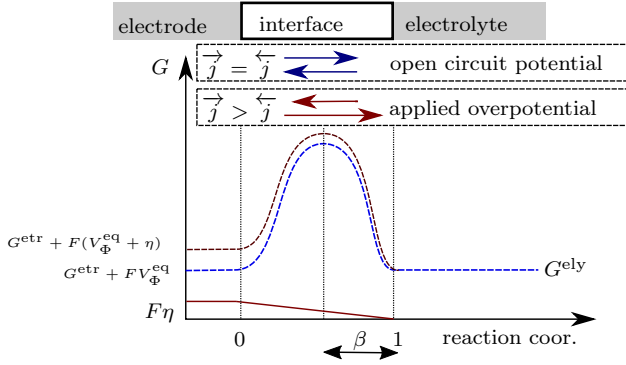 electrode interface electrolyte
G
→j = ←j open circuit potential
→j > ←j applied overpotential
G^etr + F(V_Φ^eq + η)
G^etr + FV_Φ^eq G^ely
Fη
0 β 1 reaction coor.